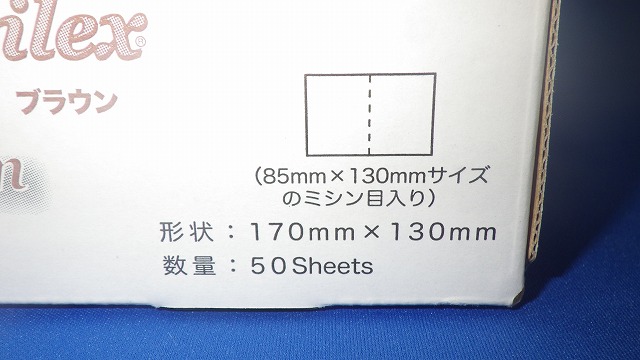 ilex®
ブラウン
(85mm×130mmサイズ
のミシン目入り)
形状：170mm×130mm
数量：50Sheets